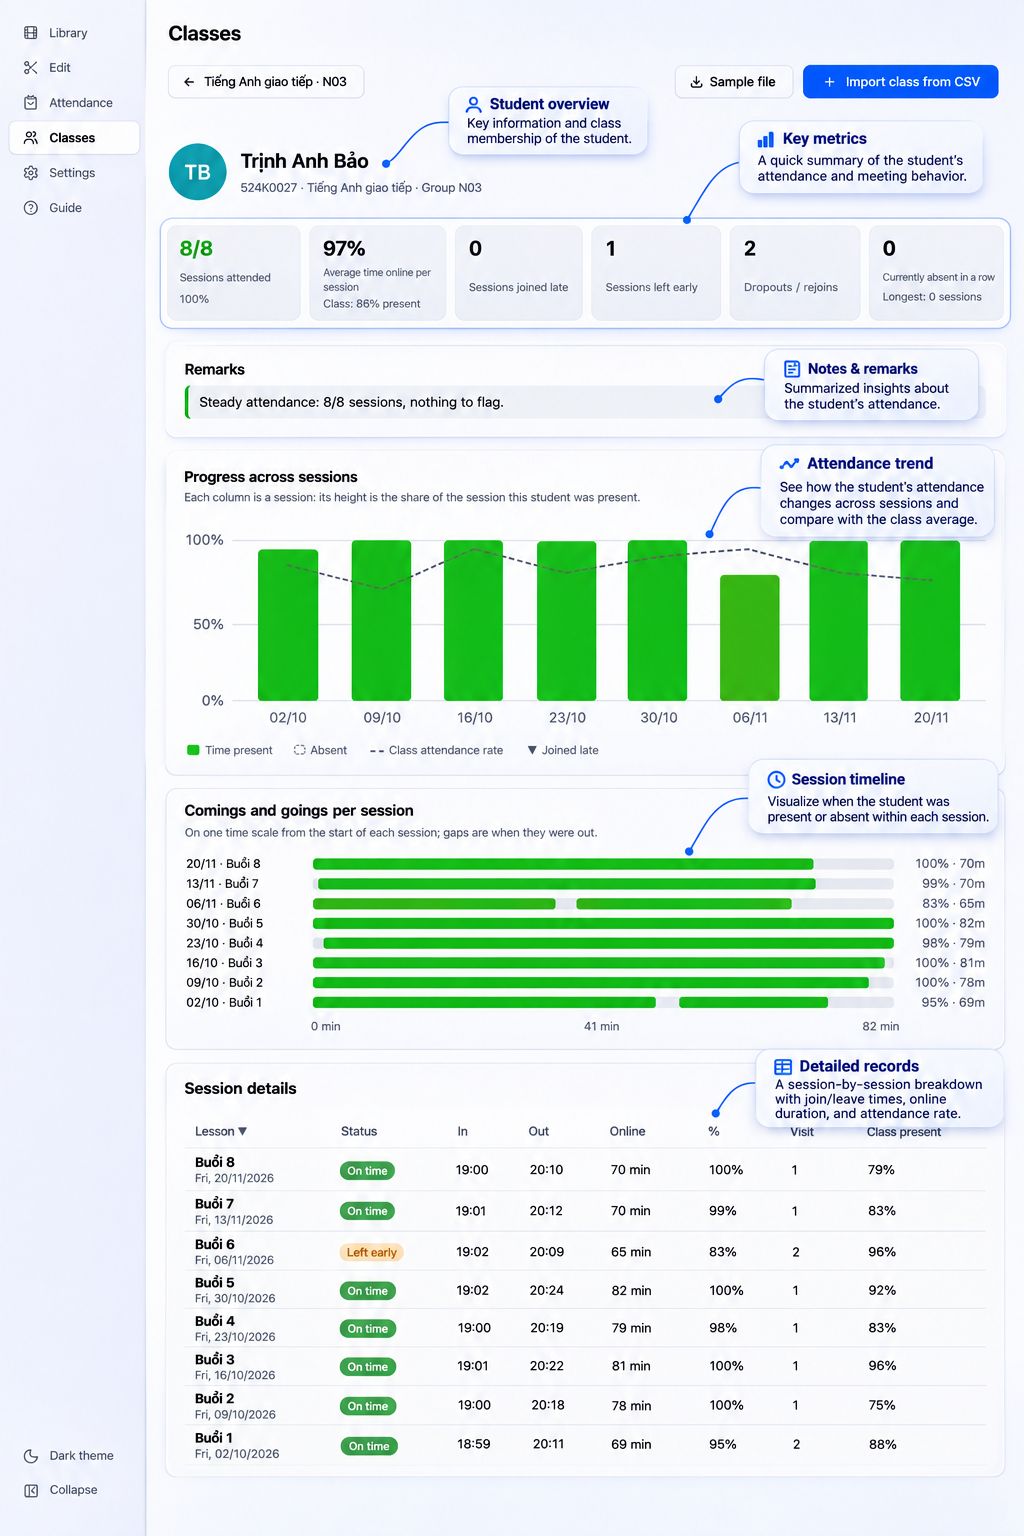 Library
Edit
Attendance
Classes
Settings
Guide
Dark theme
Collapse
Classes
Tiếng Anh giao tiếp · N03
Sample file
Import class from CSV
Student overview
Key information and class
membership of the student.
Key metrics
A quick summary of the student's
attendance and meeting behavior.
TB
Trịnh Anh Bảo
524K0027 · Tiếng Anh giao tiếp · Group N03
8/8
Sessions attended
100%
97%
Average time online per
session
Class: 86% present
0
Sessions joined late
1
Sessions left early
2
Dropouts / rejoins
0
Currently absent in a row
Longest: 0 sessions
Remarks
Steady attendance: 8/8 sessions, nothing to flag.
Notes & remarks
Summarized insights about
the student's attendance.
Progress across sessions
Each column is a session: its height is the share of the session this student was present.
Attendance trend
See how the student's attendance
changes across sessions and
compare with the class average.
100%
50%
0%
02/10 09/10 16/10 23/10 30/10 06/11 13/11 20/11
Time present Absent Class attendance rate Joined late
Comings and goings per session
On one time scale from the start of each session; gaps are when they were out.
Session timeline
Visualize when the student was
present or absent within each session.
20/11 · Buổi 8 100% · 70m
13/11 · Buổi 7 99% · 70m
06/11 · Buổi 6 83% · 65m
30/10 · Buổi 5 100% · 82m
23/10 · Buổi 4 98% · 79m
16/10 · Buổi 3 100% · 81m
09/10 · Buổi 2 100% · 78m
02/10 · Buổi 1 95% · 69m
0 min 41 min 82 min
Session details
Detailed records
A session-by-session breakdown
with join/leave times, online
duration, and attendance rate.
Lesson ▼ Status In Out Online % Visit Class present
Buổi 8
Fri, 20/11/2026
On time 19:00 20:10 70 min 100% 1 79%
Buổi 7
Fri, 13/11/2026
On time 19:01 20:12 70 min 99% 1 83%
Buổi 6
Fri, 06/11/2026
Left early 19:02 20:09 65 min 83% 2 96%
Buổi 5
Fri, 30/10/2026
On time 19:02 20:24 82 min 100% 1 92%
Buổi 4
Fri, 23/10/2026
On time 19:00 20:19 79 min 98% 1 83%
Buổi 3
Fri, 16/10/2026
On time 19:01 20:22 81 min 100% 1 96%
Buổi 2
Fri, 09/10/2026
On time 19:00 20:18 78 min 100% 1 75%
Buổi 1
Fri, 02/10/2026
On time 18:59 20:11 69 min 95% 2 88%